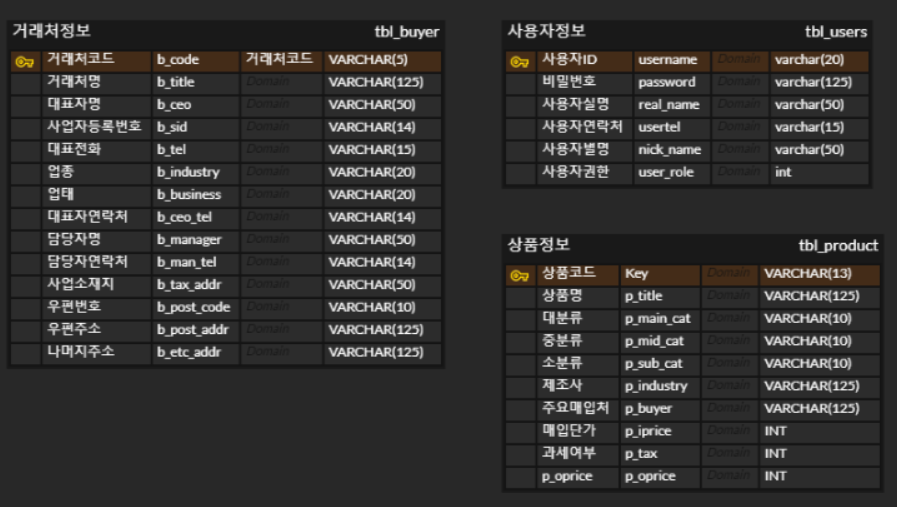 거래처정보 tbl_buyer
거래처코드 b_code 거래처코드 VARCHAR(5)
거래처명 b_title Domain VARCHAR(125)
대표자명 b_ceo Domain VARCHAR(50)
사업자등록번호 b_sid Domain VARCHAR(14)
대표전화 b_tel Domain VARCHAR(15)
업종 b_industry Domain VARCHAR(20)
업태 b_business Domain VARCHAR(20)
대표자연락처 b_ceo_tel Domain VARCHAR(14)
담당자명 b_manager Domain VARCHAR(50)
담당자연락처 b_man_tel Domain VARCHAR(14)
사업소재지 b_tax_addr Domain VARCHAR(50)
우편번호 b_post_code Domain VARCHAR(10)
우편주소 b_post_addr Domain VARCHAR(125)
나머지주소 b_etc_addr Domain VARCHAR(125)
사용자정보 tbl_users
사용자ID username Domain varchar(20)
비밀번호 password Domain varchar(125)
사용자실명 real_name Domain varchar(50)
사용자연락처 usertel Domain varchar(15)
사용자별명 nick_name Domain varchar(50)
사용자권한 user_role Domain int
상품정보 tbl_product
상품코드 Key Domain VARCHAR(13)
상품명 p_title Domain VARCHAR(125)
대분류 p_main_cat Domain VARCHAR(10)
중분류 p_mid_cat Domain VARCHAR(10)
소분류 p_sub_cat Domain VARCHAR(10)
제조사 p_industry Domain VARCHAR(125)
주요매입처 p_buyer Domain VARCHAR(125)
매입단가 p_iprice Domain INT
과세여부 p_tax Domain INT
p_oprice p_oprice Domain INT